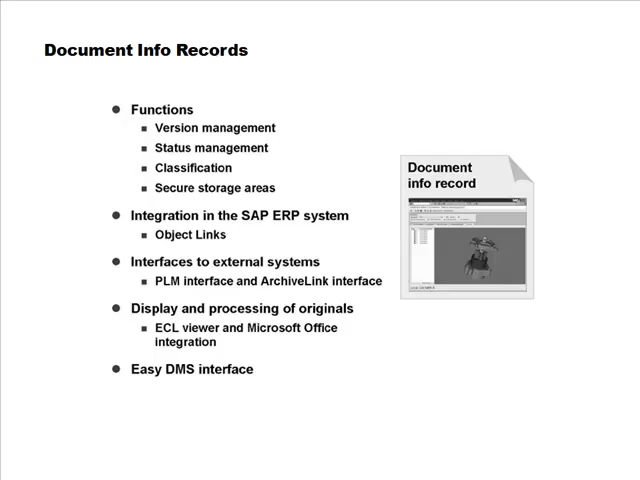 Document Info Records
Functions
Version management
Status management
Classification
Secure storage areas
Integration in the SAP ERP system
Object Links
Interfaces to external systems
PLM interface and ArchiveLink interface
Display and processing of originals
ECL viewer and Microsoft Office
integration
Easy DMS interface
Document
info record